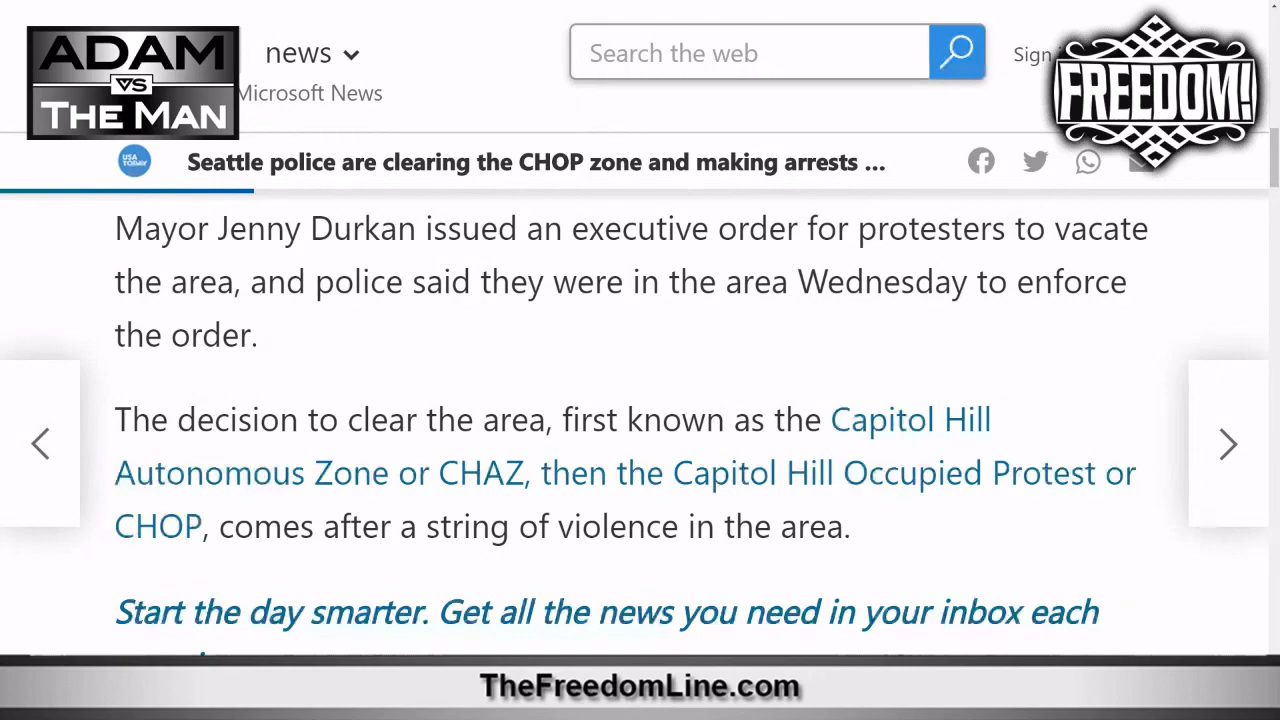 ADAM
VS
THE MAN
news
Microsoft News
Search the web
Sign
FREEDOM!
USA TODAY
Seattle police are clearing the CHOP zone and making arrests ...
Mayor Jenny Durkan issued an executive order for protesters to vacate
the area, and police said they were in the area Wednesday to enforce
the order.
The decision to clear the area, first known as the Capitol Hill
Autonomous Zone or CHAZ, then the Capitol Hill Occupied Protest or
CHOP, comes after a string of violence in the area.
Start the day smarter. Get all the news you need in your inbox each
TheFreedomLine.com